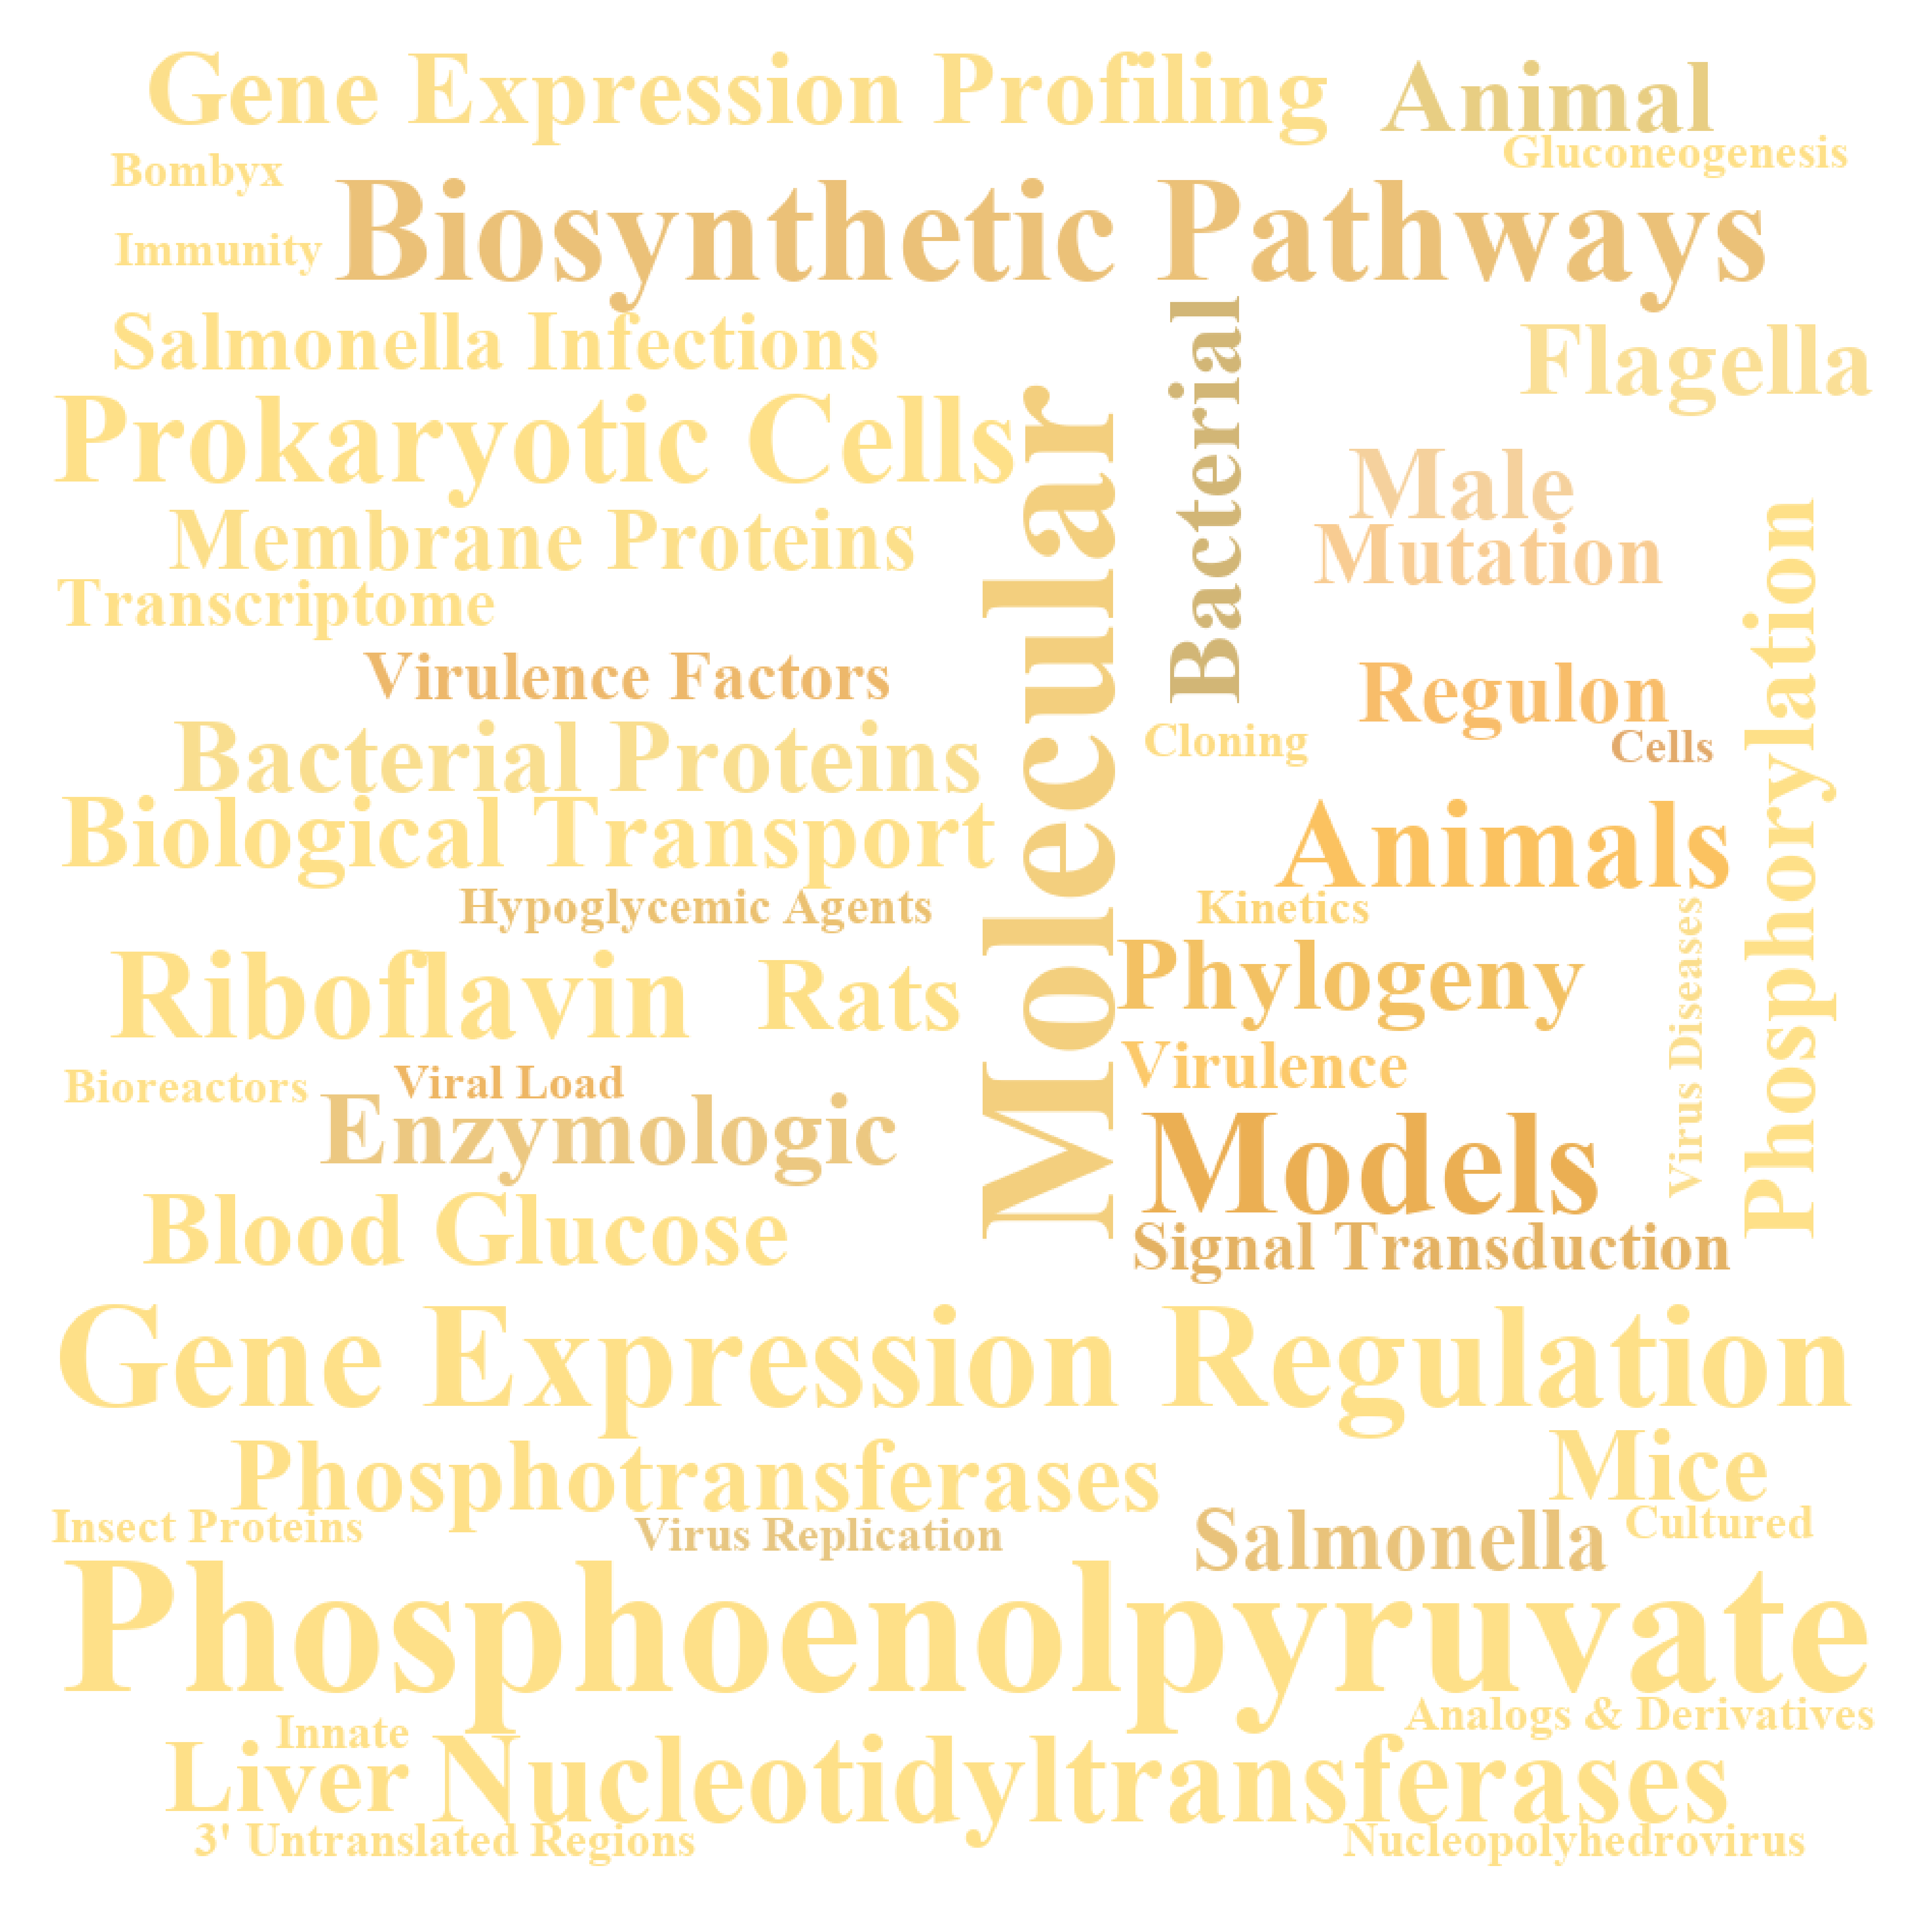 Gene Expression Profiling
Animal
Gluconeogenesis
Bombyx
Biosynthetic Pathways
Immunity
Salmonella Infections
Bacterial
Flagella
Prokaryotic Cells
Molecular
Male
Membrane Proteins
Mutation
Phosphorylation
Transcriptome
Virulence Factors
Regulon
Bacterial Proteins
Cloning
Cells
Biological Transport
Animals
Hypoglycemic Agents
Kinetics
Virus Diseases
Riboflavin
Rats
Phylogeny
Bioreactors
Viral Load
Virulence
Enzymologic
Models
Blood Glucose
Signal Transduction
Gene Expression Regulation
Phosphotransferases
Mice
Insect Proteins
Virus Replication
Salmonella
Cultured
Phosphoenolpyruvate
Analogs & Derivatives
Innate
Liver
Nucleotidyltransferases
3' Untranslated Regions
Nucleopolyhedrovirus